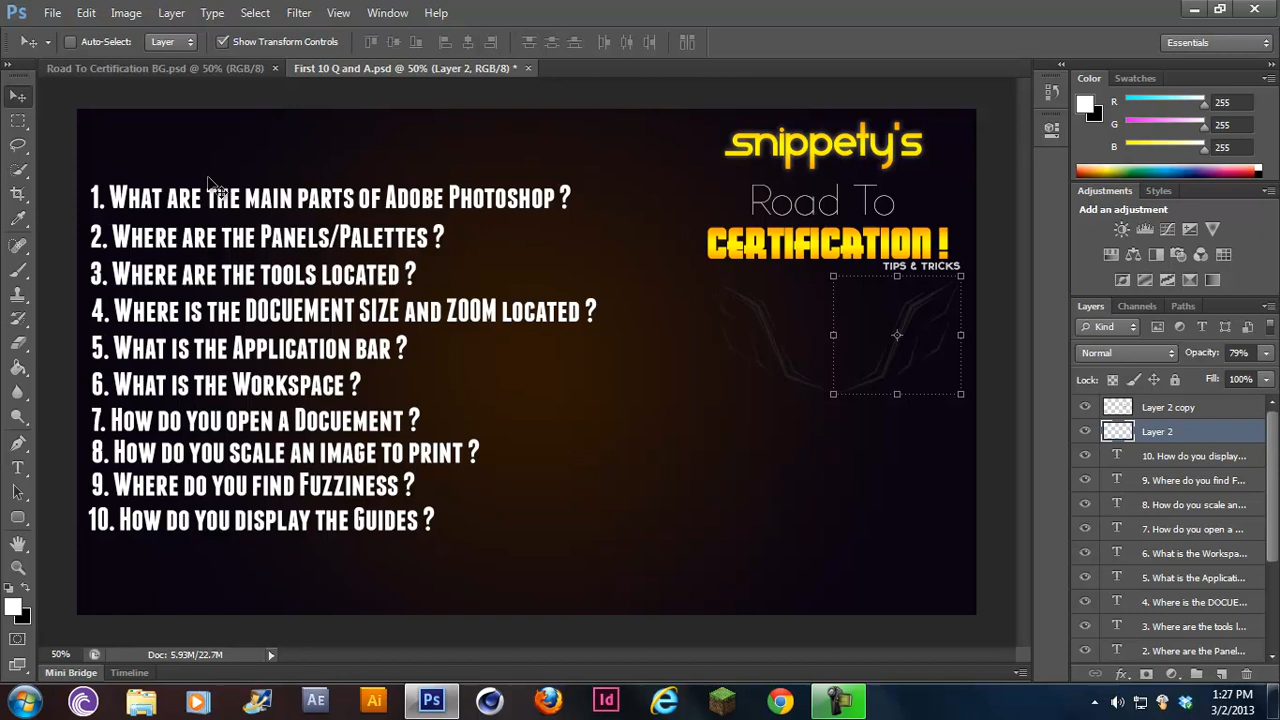 Ps File Edit Image Layer Type Select Filter View Window Help
Auto-Select: Layer Show Transform Controls Essentials
Road To Certification BG.psd @ 50% (RGB/8) × First 10 Q and A.psd @ 50% (Layer 2, RGB/8) * ×
Color Swatches
R 255
G 255
B 255
Adjustments Styles
Add an adjustment
Layers Channels Paths
Kind
Normal Opacity: 79%
Lock: Fill: 100%
Layer 2 copy
Layer 2
10. How do you display...
9. Where do you find F...
8. How do you scale an...
7. How do you open a ...
6. What is the Workspa...
5. What is the Applicati...
4. Where is the DOCUE...
3. Where are the tools l...
2. Where are the Panel...
snippety's
Road To
CERTIFICATION !
TIPS & TRICKS
1. What are the main parts of Adobe Photoshop ?
2. Where are the Panels/Palettes ?
3. Where are the tools located ?
4. Where is the DOCUEMENT SIZE and ZOOM located ?
5. What is the Application bar ?
6. What is the Workspace ?
7. How do you open a Docuement ?
8. How do you scale an image to print ?
9. Where do you find Fuzziness ?
10. How do you display the Guides ?
50% Doc: 5.93M/22.7M
Mini Bridge Timeline
Ae Ai Ps Id
1:27 PM
3/2/2013